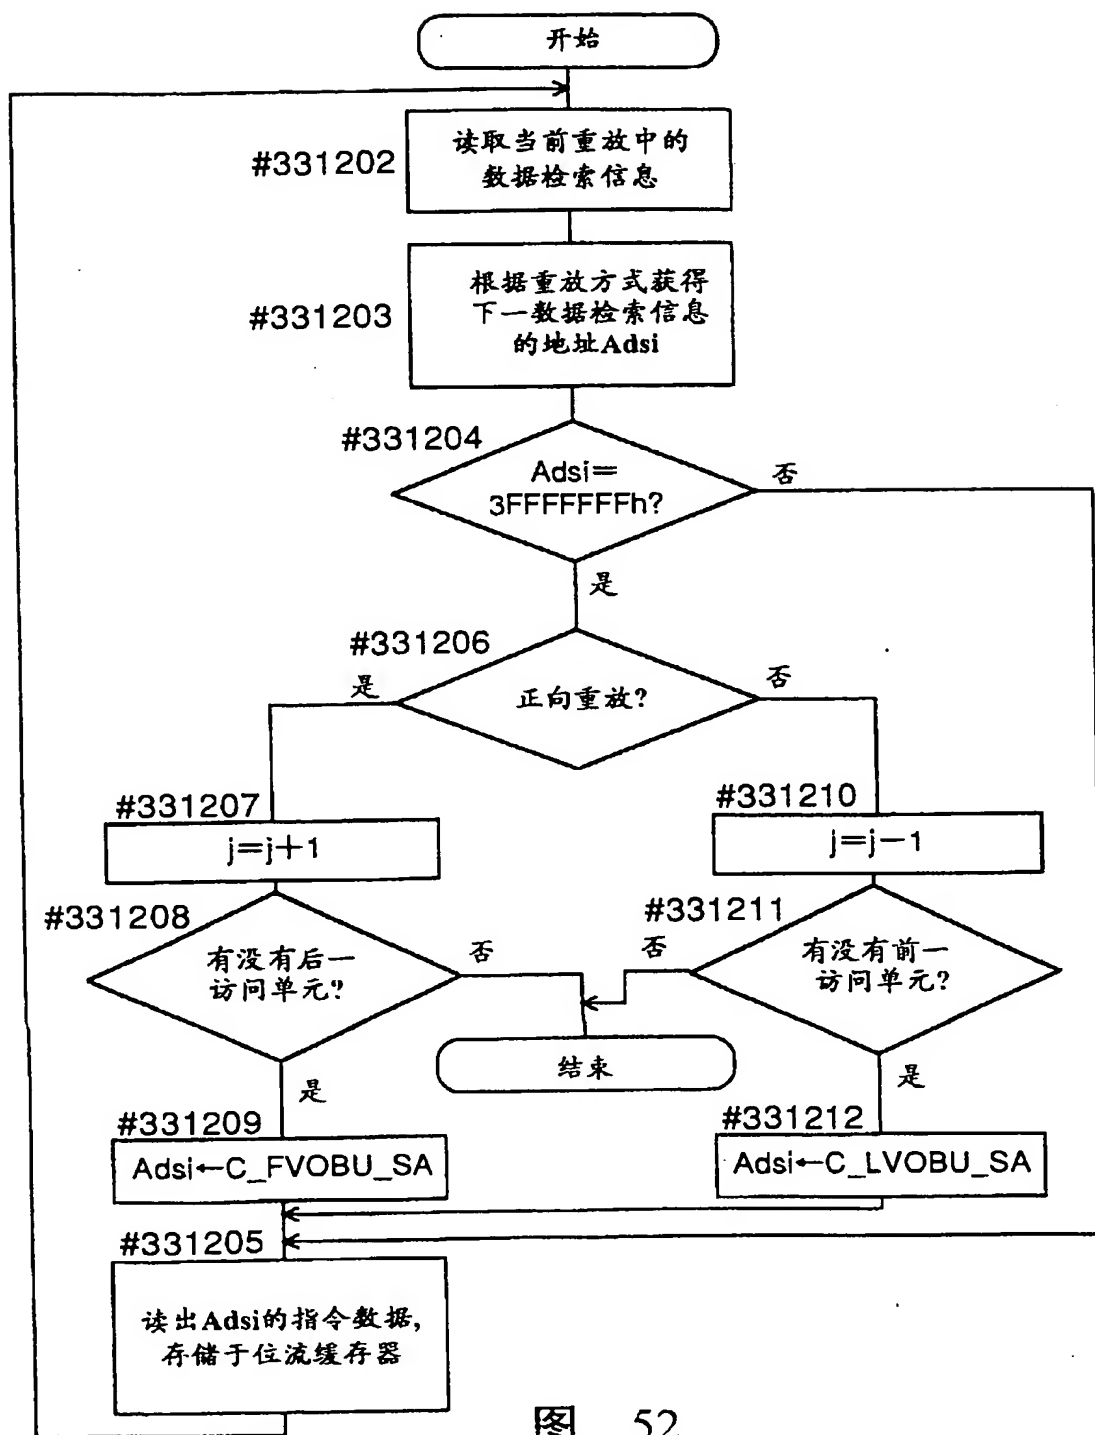 开始
#331202
读取当前重放中的
数据检索信息
#331203
根据重放方式获得
下一数据检索信息
的地址Adsi
#331204
Adsi=
3FFFFFFFh?
否
是
#331206
正向重放?
是
否
#331207
j=j+1
#331210
j=j-1
#331208
有没有后一
访问单元?
否
#331211
有没有前一
访问单元?
否
结束
是
是
#331209
Adsi←C_FVOBU_SA
#331212
Adsi←C_LVOBU_SA
#331205
读出Adsi的指令数据,
存储于位流缓存器
图 52